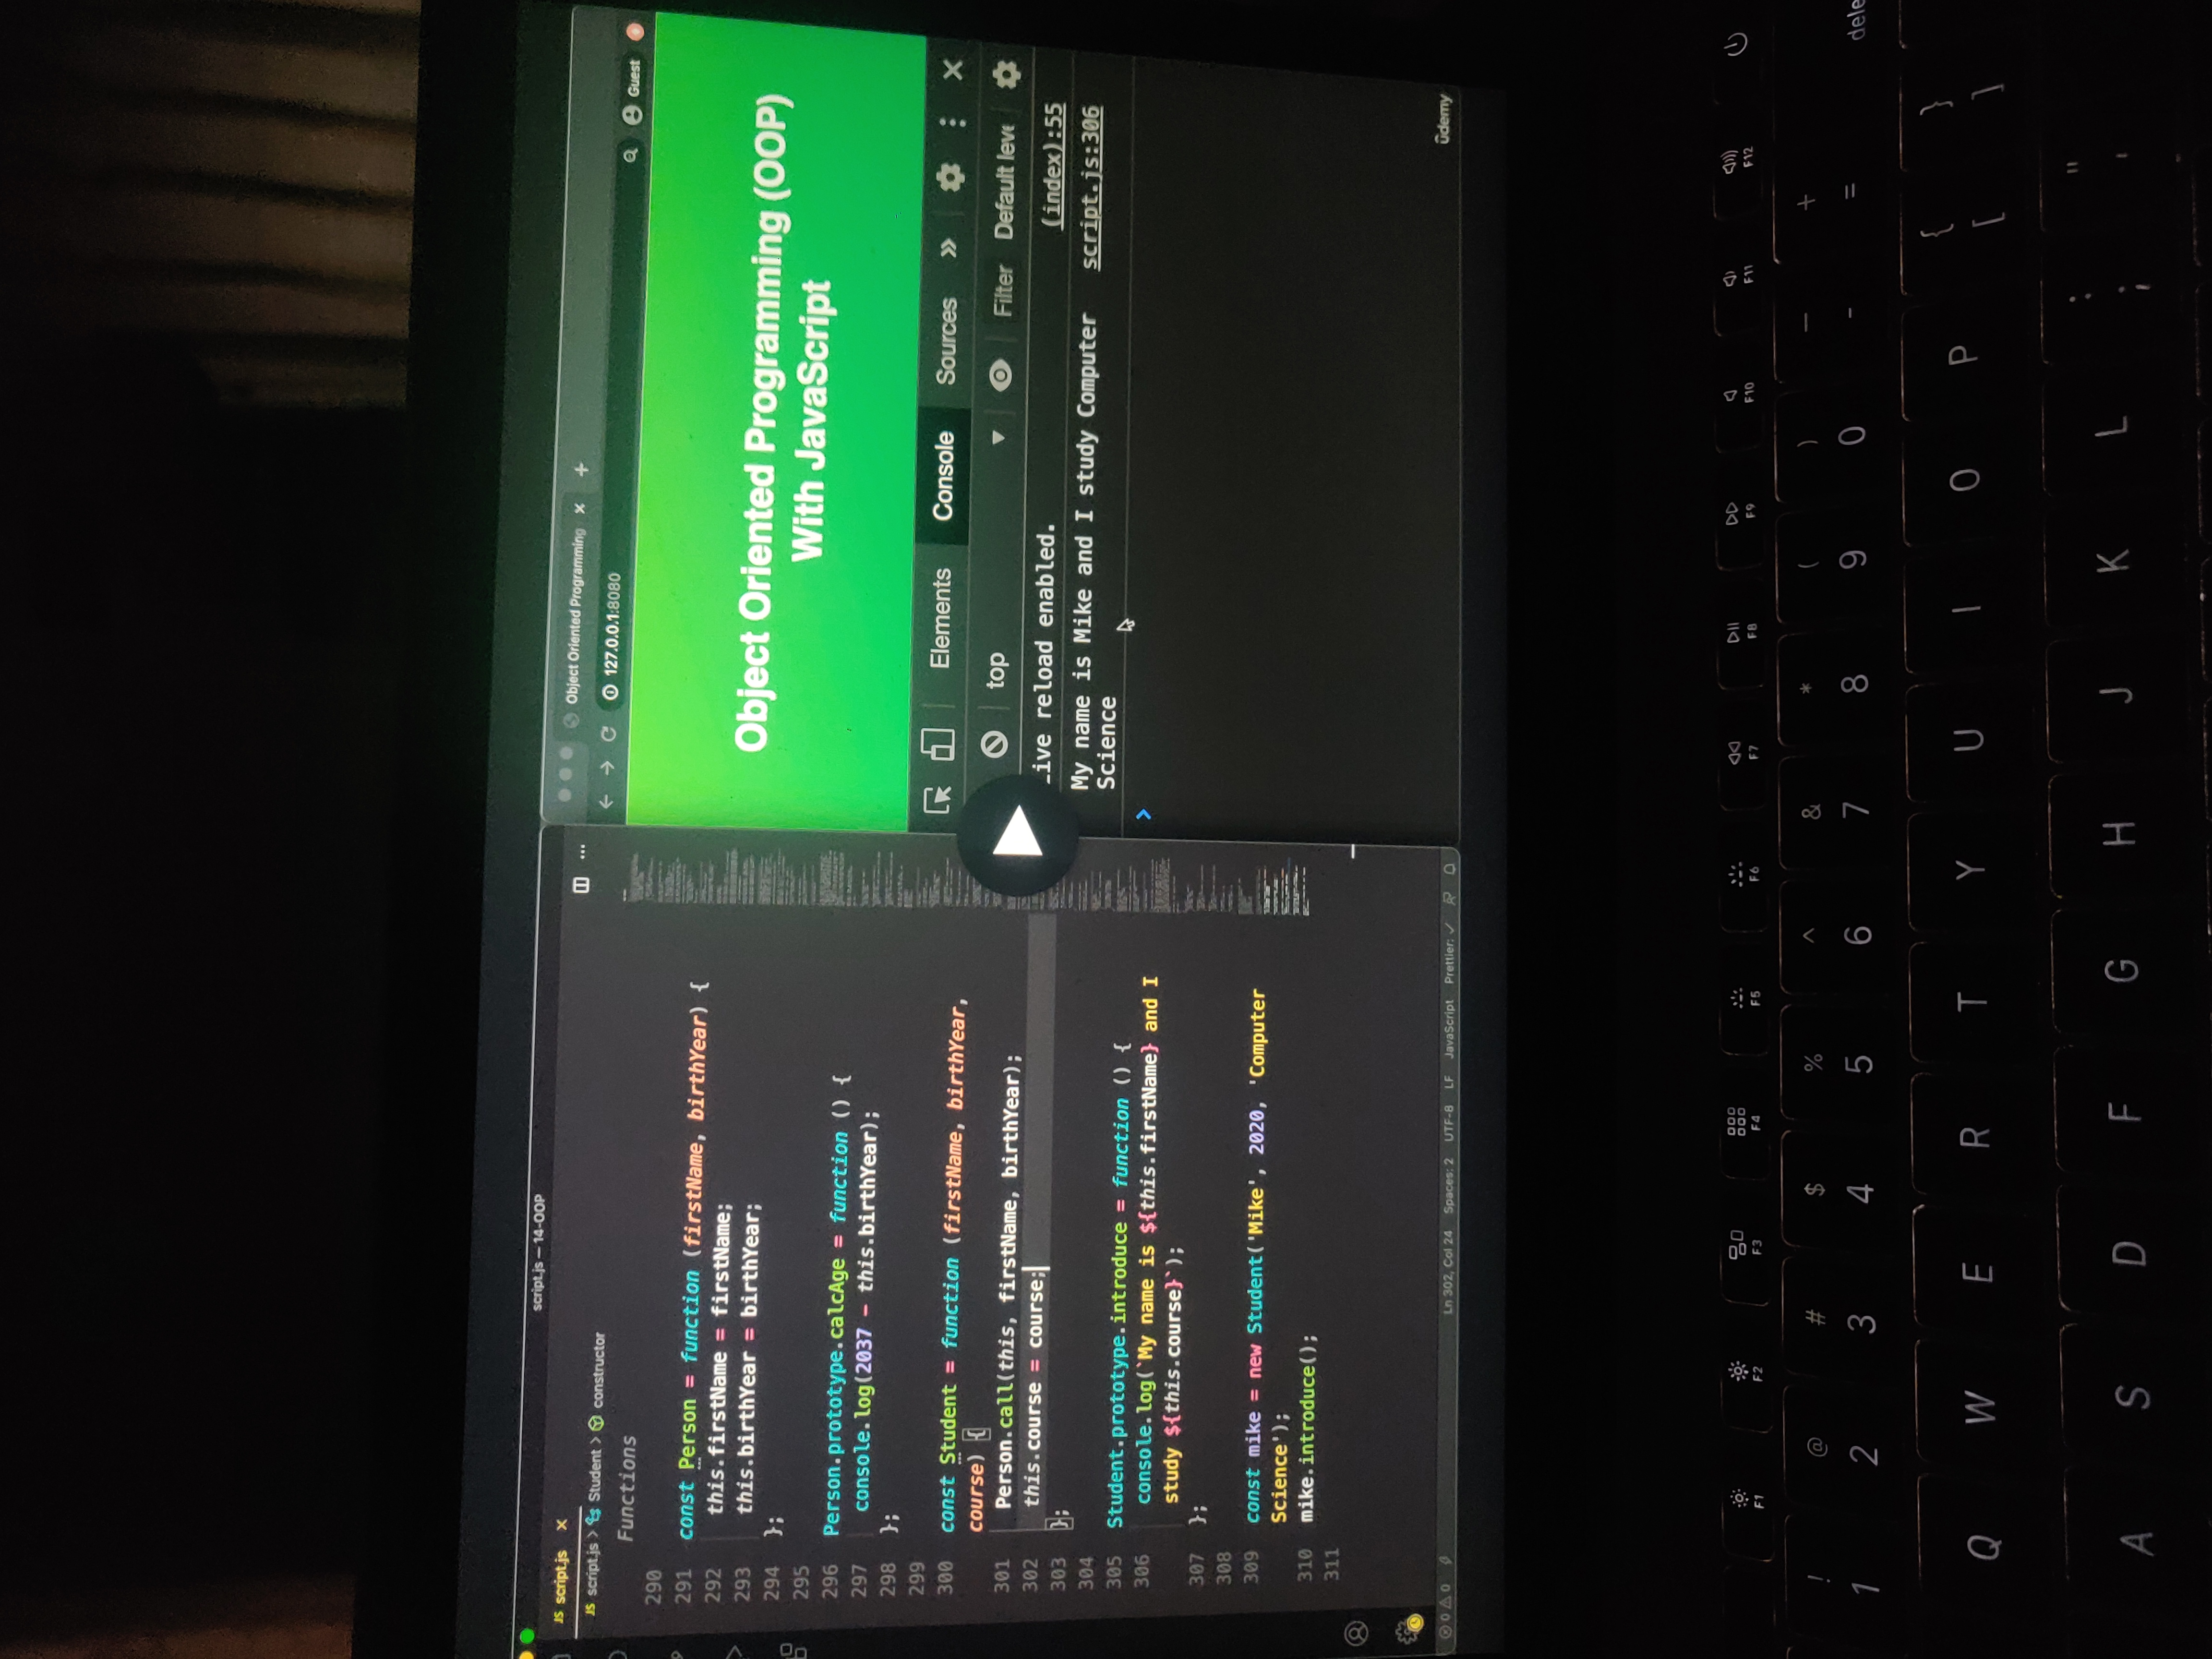 script.js — 14-OOP
JS script.js ×
JS script.js > Student > constructor
Functions
290
291 const Person = function (firstName, birthYear) {
292 this.firstName = firstName;
293 this.birthYear = birthYear;
294 };
295
296 Person.prototype.calcAge = function () {
297 console.log(2037 - this.birthYear);
298 };
299
300 const Student = function (firstName, birthYear,
course) {
301 Person.call(this, firstName, birthYear);
302 this.course = course;
303 };
304
305 Student.prototype.introduce = function () {
306 console.log(`My name is ${this.firstName} and I
study ${this.course}`);
307 };
308
309 const mike = new Student('Mike', 2020, 'Computer
Science');
310 mike.introduce();
311
0 0 Ln 302, Col 24 Spaces: 2 UTF-8 LF JavaScript Prettier: ✓
Object Oriented Programming × +
127.0.0.1:8080 Guest
Object Oriented Programming (OOP)
With JavaScript
Elements Console Sources »
top Filter Default leve
Live reload enabled. (index):55
My name is Mike and I study Computer script.js:306
Science
>
udemy
F1 F2 F3 F4 F5 F6 F7 F8 F9 F10 F11 F12
! @ # $ % ^ & * ( ) — +
1 2 3 4 5 6 7 8 9 0 - = dele
{ }
Q W E R T Y U I O P [ ]
: "
A S D F G H J K L ; '